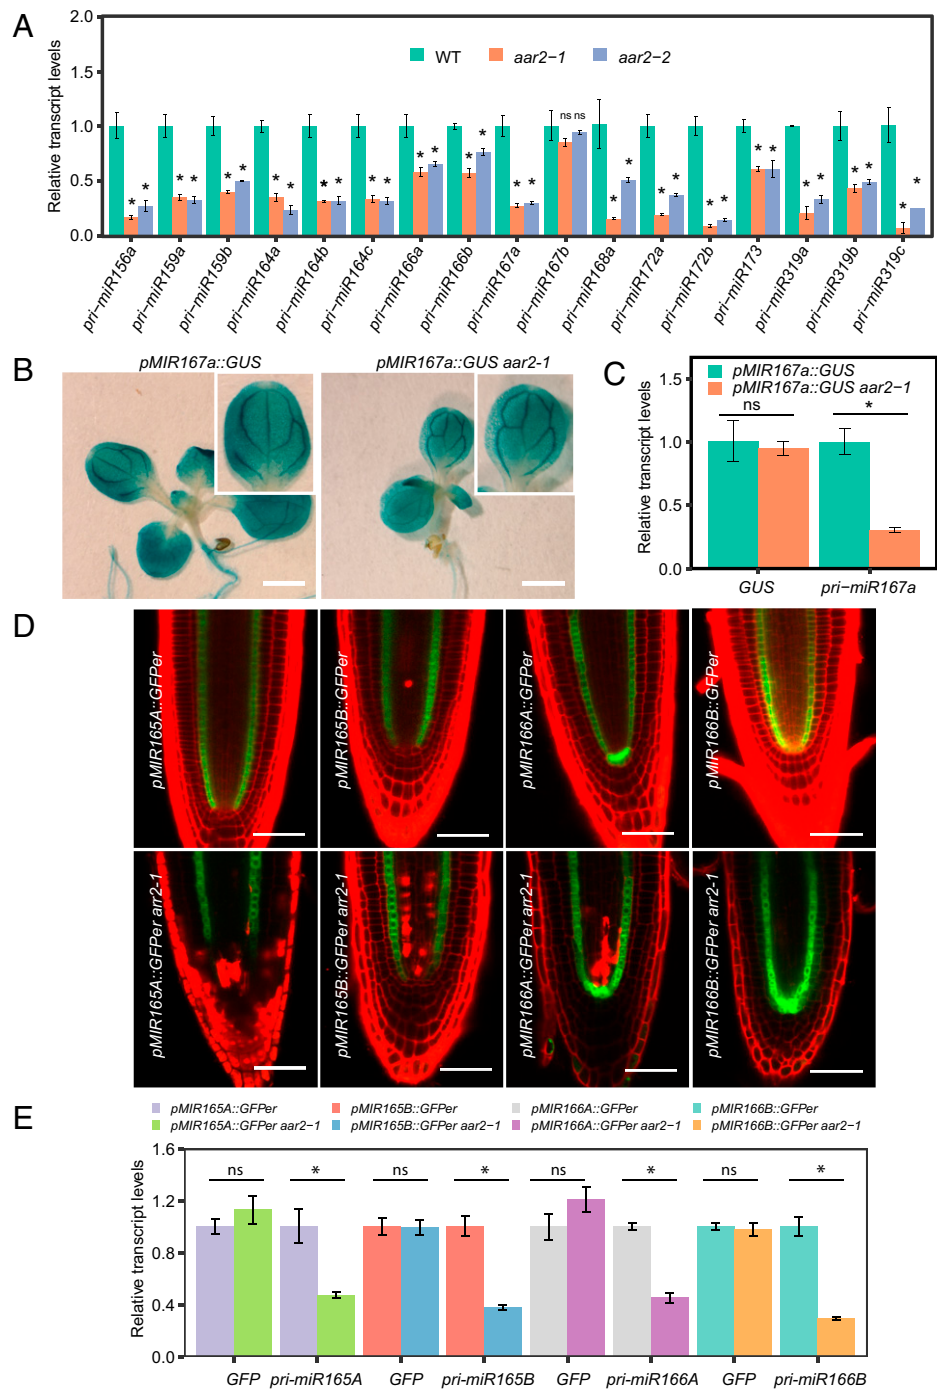 A
Relative transcript levels
2.0
1.5
1.0
0.5
0.0
WT
aar2−1
aar2−2
* *
* *
* *
* *
* *
* *
* *
* *
* *
ns ns
* *
* *
* *
* *
* *
* *
* *
pri−miR156a
pri−miR159a
pri−miR159b
pri−miR164a
pri−miR164b
pri−miR164c
pri−miR166a
pri−miR166b
pri−miR167a
pri−miR167b
pri−miR168a
pri−miR172a
pri−miR172b
pri−miR173
pri−miR319a
pri−miR319b
pri−miR319c
B
pMIR167a::GUS
pMIR167a::GUS aar2-1
C
Relative transcript levels
1.5
1.0
0.5
0.0
pMIR167a::GUS
pMIR167a::GUS aar2−1
ns
*
GUS
pri−miR167a
D
pMIR165A::GFPer
pMIR165B::GFPer
pMIR166A::GFPer
pMIR166B::GFPer
pMIR165A::GFPer arr2-1
pMIR165B::GFPer arr2-1
pMIR166A::GFPer arr2-1
pMIR166B::GFPer arr2-1
E
pMIR165A::GFPer
pMIR165B::GFPer
pMIR166A::GFPer
pMIR166B::GFPer
pMIR165A::GFPer aar2−1
pMIR165B::GFPer aar2−1
pMIR166A::GFPer aar2−1
pMIR166B::GFPer aar2−1
Relative transcript levels
1.6
1.2
0.8
0.4
0.0
ns
*
ns
*
ns
*
ns
*
GFP
pri-miR165A
GFP
pri-miR165B
GFP
pri-miR166A
GFP
pri-miR166B